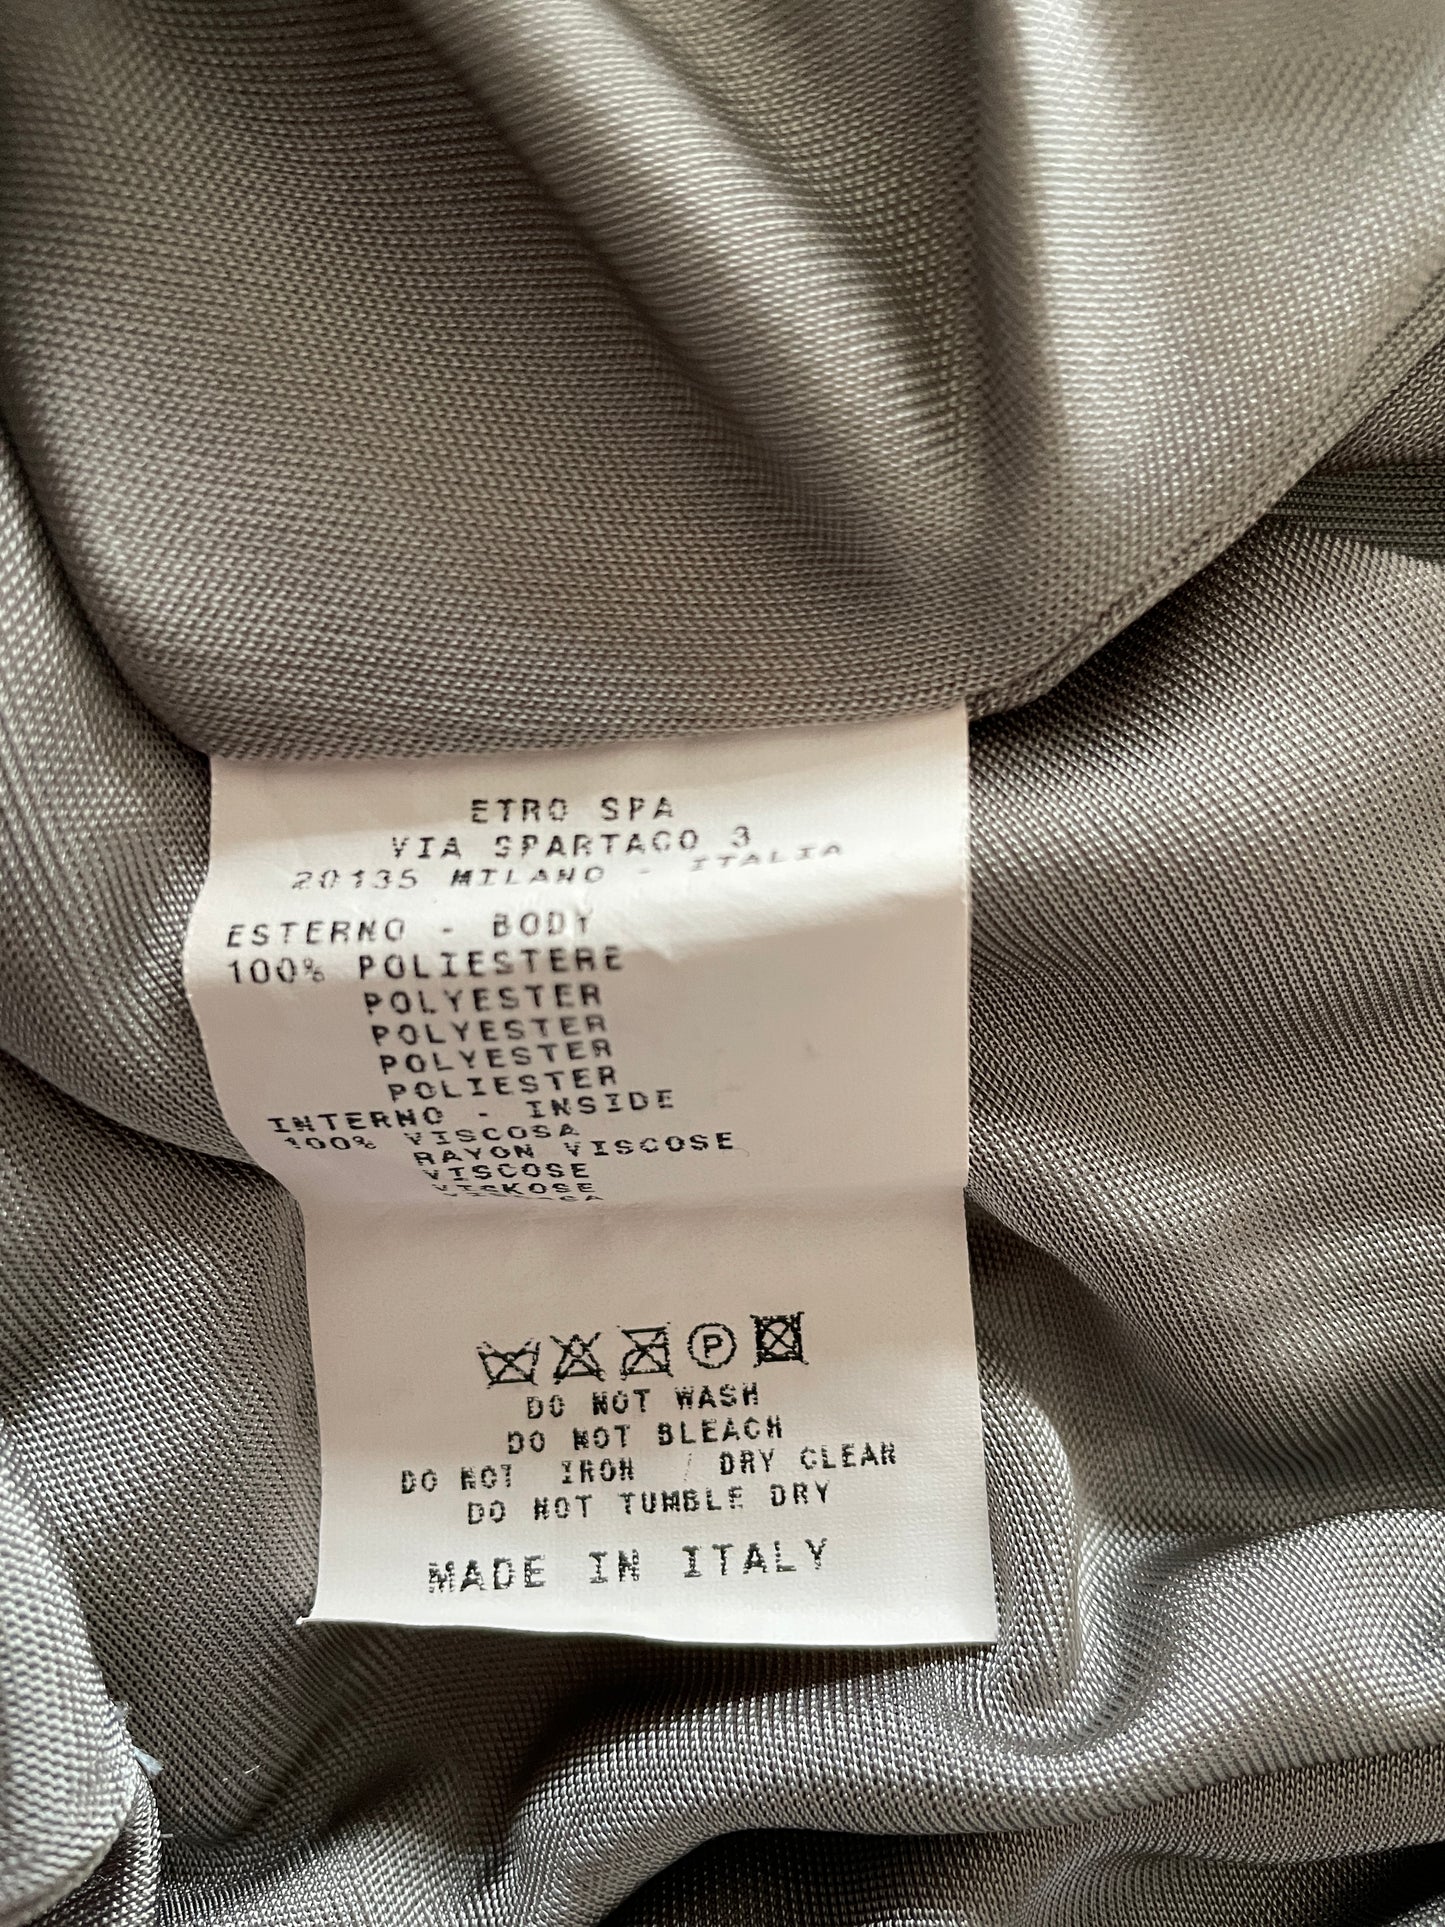 ETRO SPA
VIA SPARTACO 3
20135 MILANO - ITALIA
ESTERNO - BODY
100% POLIESTERE
POLYESTER
POLYESTER
POLYESTER
POLIESTER
INTERNO - INSIDE
100% VISCOSA
RAYON VISCOSE
VISCOSE
VISKOSE
VISCOSA
P
DO NOT WASH
DO NOT BLEACH
DO NOT IRON / DRY CLEAN
DO NOT TUMBLE DRY
MADE IN ITALY